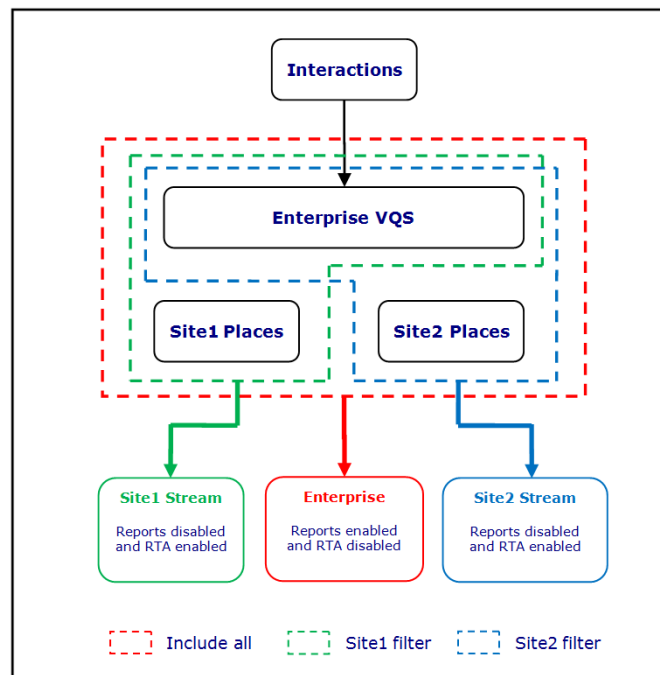 Interactions
Enterprise VQS
Site1 Places
Site2 Places
Site1 Stream
Reports disabled
and RTA enabled
Enterprise
Reports enabled
and RTA disabled
Site2 Stream
Reports disabled
and RTA enabled
Include all
Site1 filter
Site2 filter